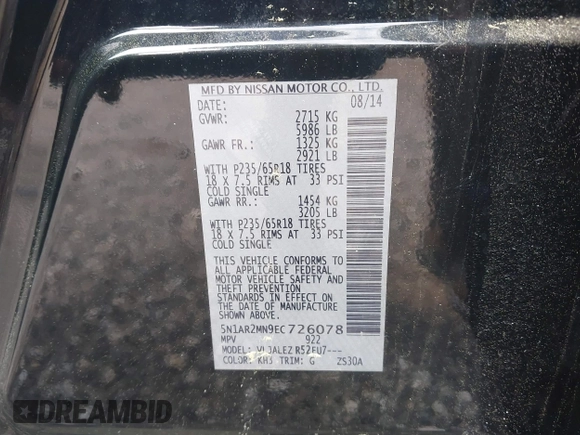 MFD BY NISSAN MOTOR CO., LTD.
DATE: 08/14
GVWR: 2715 KG
5986 LB
GAWR FR.: 1325 KG
2921 LB
WITH P235/65R18 TIRES
18 X 7.5 RIMS AT 33 PSI
COLD SINGLE
GAWR RR.: 1454 KG
3205 LB
WITH P235/65R18 TIRES
18 X 7.5 RIMS AT 33 PSI
COLD SINGLE
THIS VEHICLE CONFORMS TO
ALL APPLICABLE FEDERAL
MOTOR VEHICLE SAFETY AND
THEFT PREVENTION
STANDARDS IN EFFECT ON
THE DATE OF MANUFACTURE
SHOWN ABOVE.
5N1AR2MN9EC726078
MPV 922
MODEL: R52EU7---
COLOR: KH3 TRIM: G ZS30A
DREAMBID